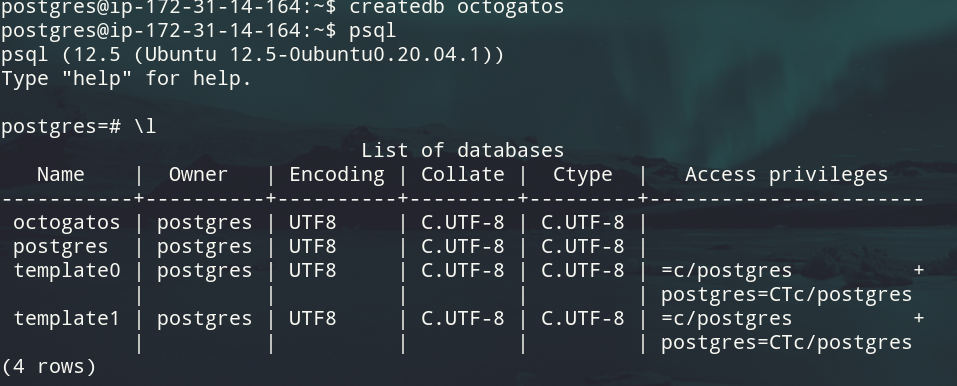 postgres@ip-172-31-14-164:~$ createdb octogatos
postgres@ip-172-31-14-164:~$ psql
psql (12.5 (Ubuntu 12.5-0ubuntu0.20.04.1))
Type "help" for help.

postgres=# \l
                              List of databases
   Name    |  Owner   | Encoding | Collate |  Ctype  |   Access privileges
-----------+----------+----------+---------+---------+-----------------------
 octogatos | postgres | UTF8     | C.UTF-8 | C.UTF-8 |
 postgres  | postgres | UTF8     | C.UTF-8 | C.UTF-8 |
 template0 | postgres | UTF8     | C.UTF-8 | C.UTF-8 | =c/postgres          +
           |          |          |         |         | postgres=CTc/postgres
 template1 | postgres | UTF8     | C.UTF-8 | C.UTF-8 | =c/postgres          +
           |          |          |         |         | postgres=CTc/postgres
(4 rows)